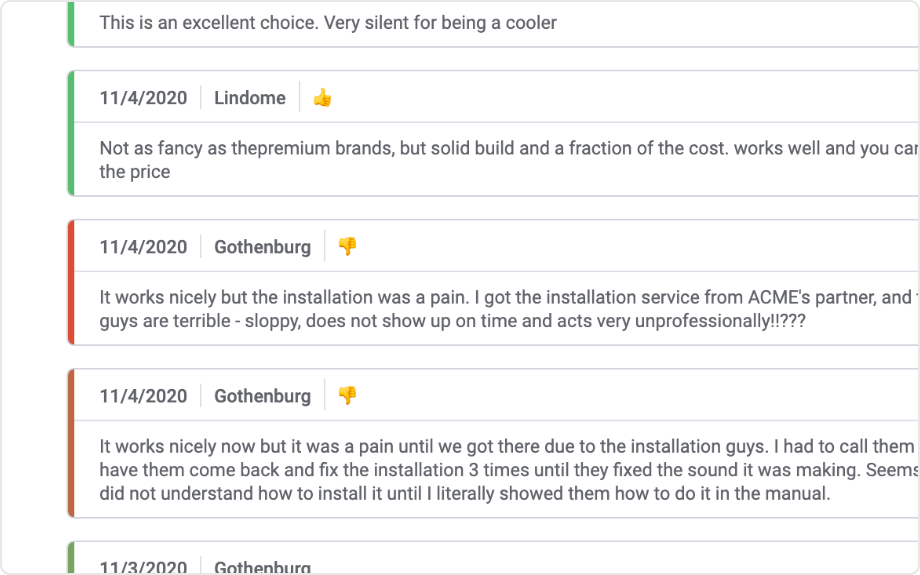 This is an excellent choice. Very silent for being a cooler
11/4/2020 Lindome 👍
Not as fancy as thepremium brands, but solid build and a fraction of the cost. works well and you can
the price
11/4/2020 Gothenburg 👎
It works nicely but the installation was a pain. I got the installation service from ACME's partner, and
guys are terrible - sloppy, does not show up on time and acts very unprofessionally!!???
11/4/2020 Gothenburg 👎
It works nicely now but it was a pain until we got there due to the installation guys. I had to call them
have them come back and fix the installation 3 times until they fixed the sound it was making. Seems
did not understand how to install it until I literally showed them how to do it in the manual.
11/3/2020 Gothenburg